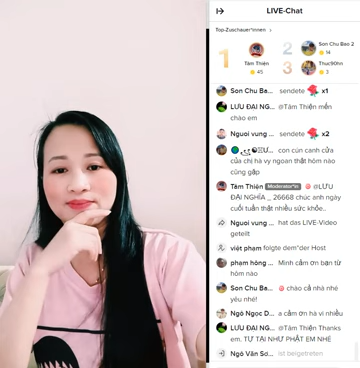 LIVE-Chat
Top-Zuschauer*innen >
1
Tâm Thiện
45
2
Son Chu Bao 2
14
3
Thuc90hn
3
Son Chu Ba... sendete x1
LƯU ĐẠI NG... @Tâm Thiện mến
chào em
Nguoi vung ... sendete x2
con cún canh cửa
của chị hà vy ngoan thật hôm nào
cũng gặp
Tâm Thiện Moderator*in @LƯU
ĐẠI NGHĨA _ 26668 chúc anh ngày
cuối tuần thật nhiều sức khỏe..
Nguoi vung ... hat das LIVE-Video
geteilt
việt phạm folgte dem*der Host
phạm hồng ... Mình cảm ơn bạn từ
hôm nào
Son Chu Ba... chào cả nhà nhé
yêu nhé!
Ngô Ngọc D... a cảm ơn hà vi nhiều
LƯU ĐẠI NG... @Tâm Thiện Thanks
em. TỰ TẠI NHƯ PHẬT EM NHÉ
Ngô Văn Sơ... ist beigetreten